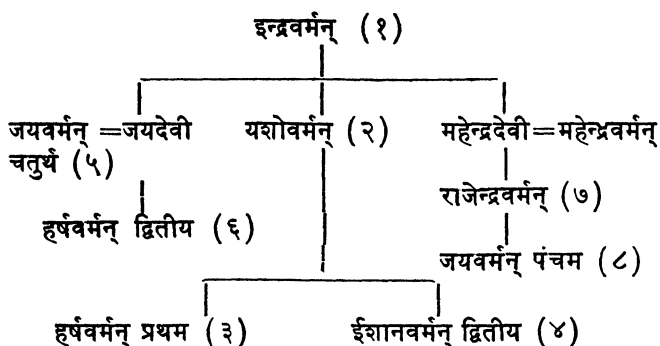 इन्द्रवर्मन् (१)
जयवर्मन् =जयदेवी यशोवर्मन् (२) महेन्द्रदेवी=महेन्द्रवर्मन्
चतुर्थ (५)
राजेन्द्रवर्मन् (७)
हर्षवर्मन् द्वितीय (६)
जयवर्मन् पंचम (८)
हर्षवर्मन् प्रथम (३) ईशानवर्मन् द्वितीय (४)